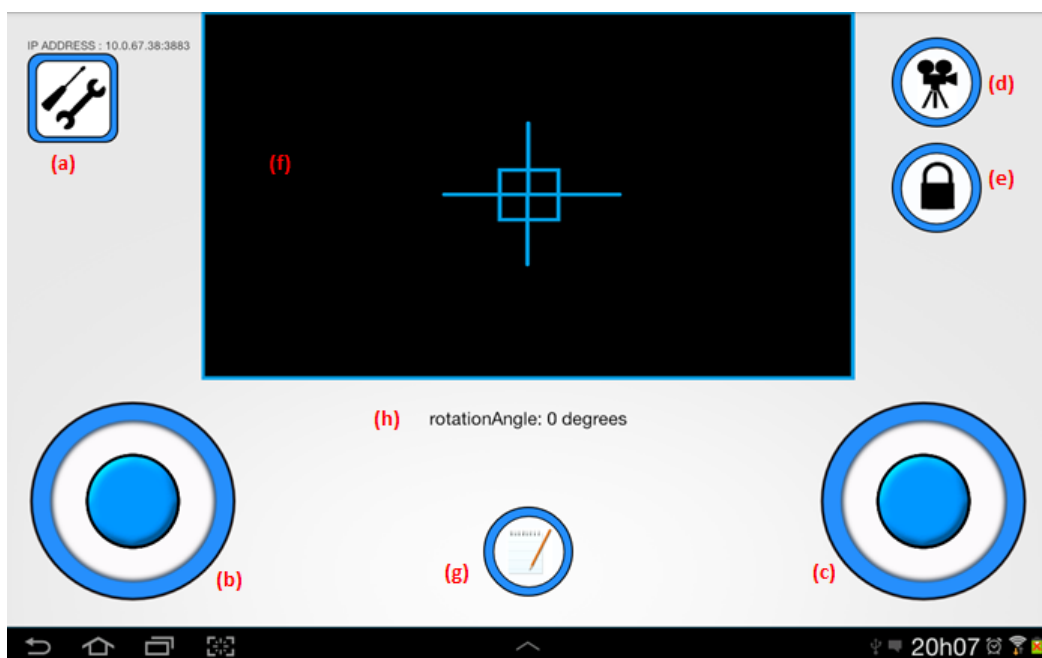 IP ADDRESS : 10.0.67.38:3883
(a)
(f)
(d)
(e)
(h) rotationAngle: 0 degrees
(b)
(g)
(c)
20h07